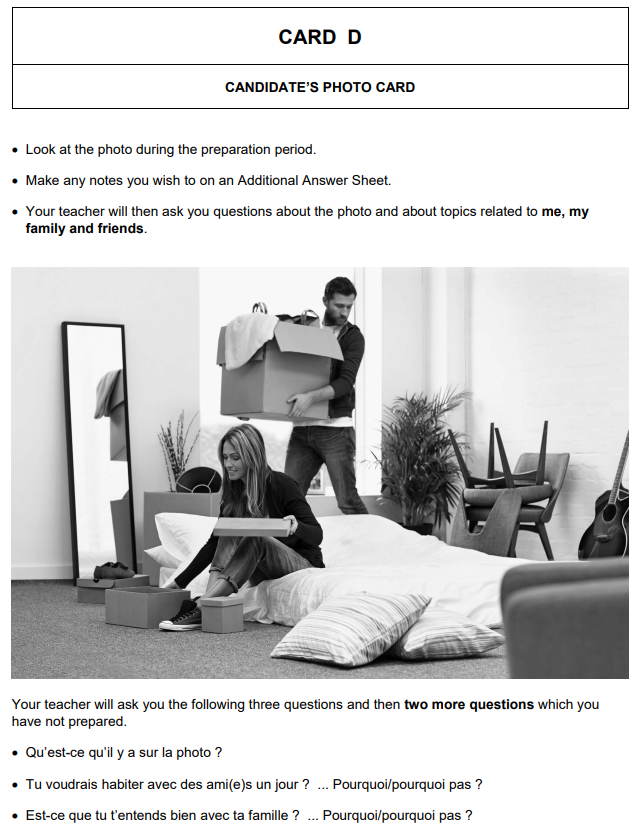 CARD D
CANDIDATE’S PHOTO CARD
• Look at the photo during the preparation period.
• Make any notes you wish to on an Additional Answer Sheet.
• Your teacher will then ask you questions about the photo and about topics related to me, my
family and friends.
Your teacher will ask you the following three questions and then two more questions which you
have not prepared.
• Qu’est-ce qu’il y a sur la photo ?
• Tu voudrais habiter avec des ami(e)s un jour ? ... Pourquoi/pourquoi pas ?
• Est-ce que tu t’entends bien avec ta famille ? ... Pourquoi/pourquoi pas ?